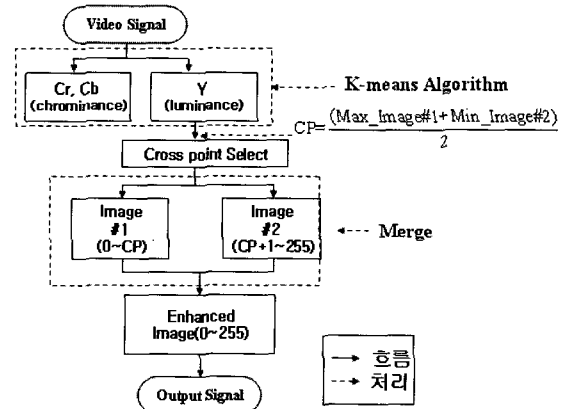 Video Signal
Cr, Cb
(chrominance)
Y
(luminance)
K-means Algorithm
CP=(Max_Image#1+Min_Image#2)
2
Cross point Select
Image
#1
(0~CP)
Image
#2
(CP+1~255)
Merge
Enhanced
Image(0~255)
흐름
처리
Output Signal